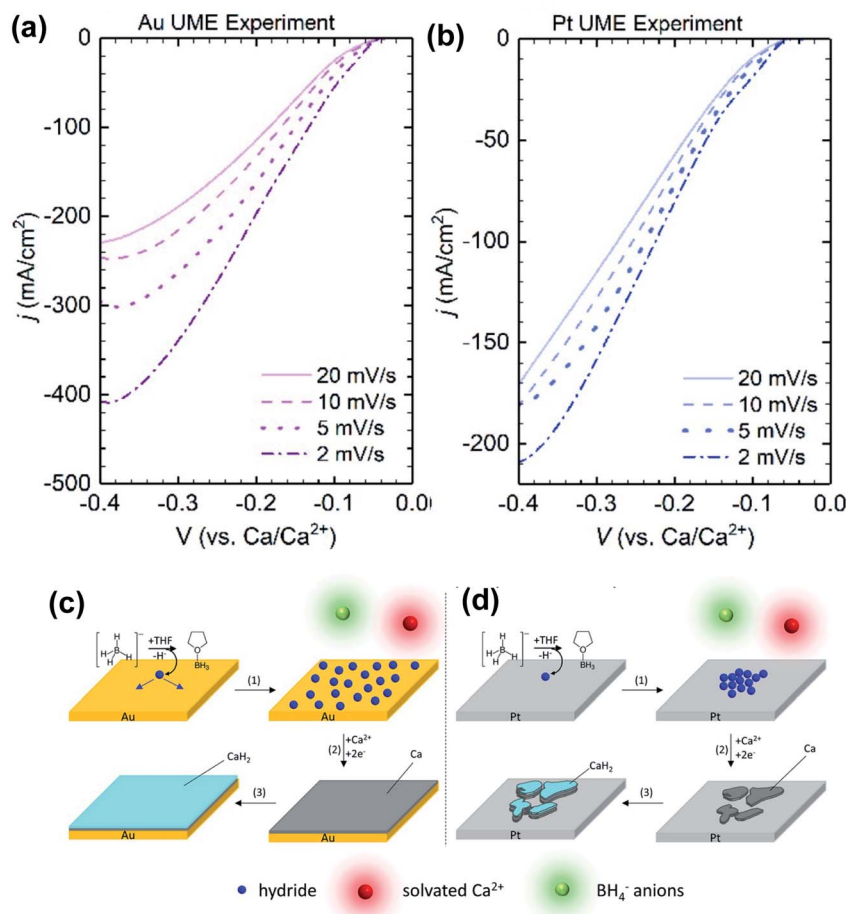 (a)
Au UME Experiment
0
-100
-200
-300
-400
-500
j (mA/cm²)
20 mV/s
10 mV/s
5 mV/s
2 mV/s
-0.4 -0.3 -0.2 -0.1 0.0
V (vs. Ca/Ca²⁺)
(b)
Pt UME Experiment
0
-50
-100
-150
-200
j (mA/cm²)
20 mV/s
10 mV/s
5 mV/s
2 mV/s
-0.4 -0.3 -0.2 -0.1 0.0
V (vs. Ca/Ca²⁺)
(c)
H
H B H
H
−
+THF
-H⁻
O
BH₃
Au
(1)
Au
(2) +Ca²⁺
+2e⁻
Ca
CaH₂
(3)
Au
Au
(d)
H
H B H
H
−
+THF
-H⁻
O
BH₃
Pt
(1)
Pt
(2) +Ca²⁺
+2e⁻
Ca
CaH₂
(3)
Pt
Pt
hydride
solvated Ca²⁺
BH₄⁻ anions